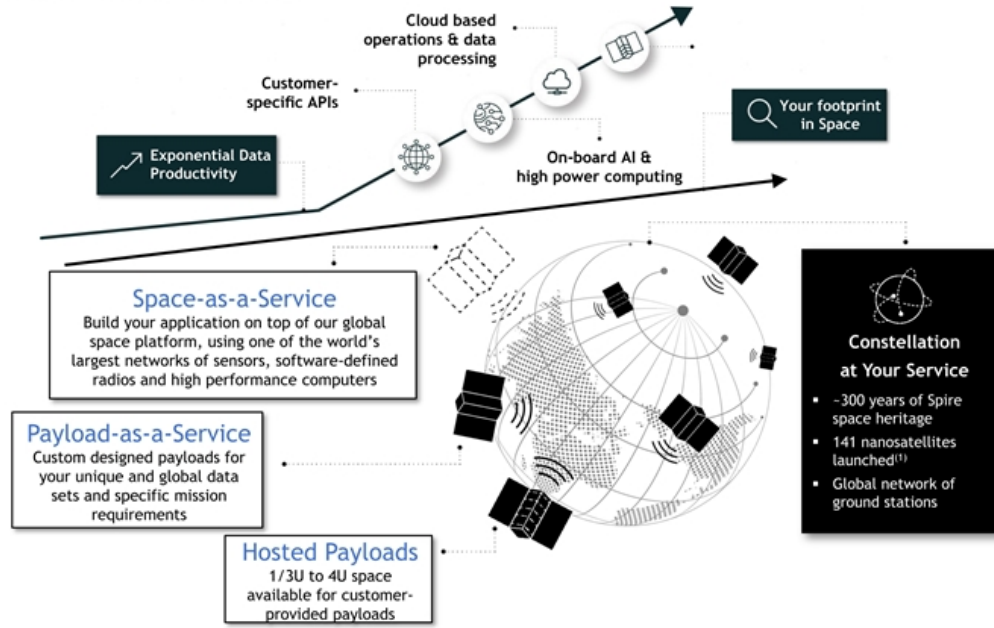 Cloud based
operations & data
processing
Customer-
specific APIs
Your footprint
in Space
Exponential Data
Productivity
On-board AI &
high power computing
Space-as-a-Service
Build your application on top of our global
space platform, using one of the world's
largest networks of sensors, software-defined
radios and high performance computers
Payload-as-a-Service
Custom designed payloads for
your unique and global data
sets and specific mission
requirements
Hosted Payloads
1/3U to 4U space
available for customer-
provided payloads
Constellation
at Your Service
▪ ~300 years of Spire
space heritage
▪ 141 nanosatellites
launched(1)
▪ Global network of
ground stations